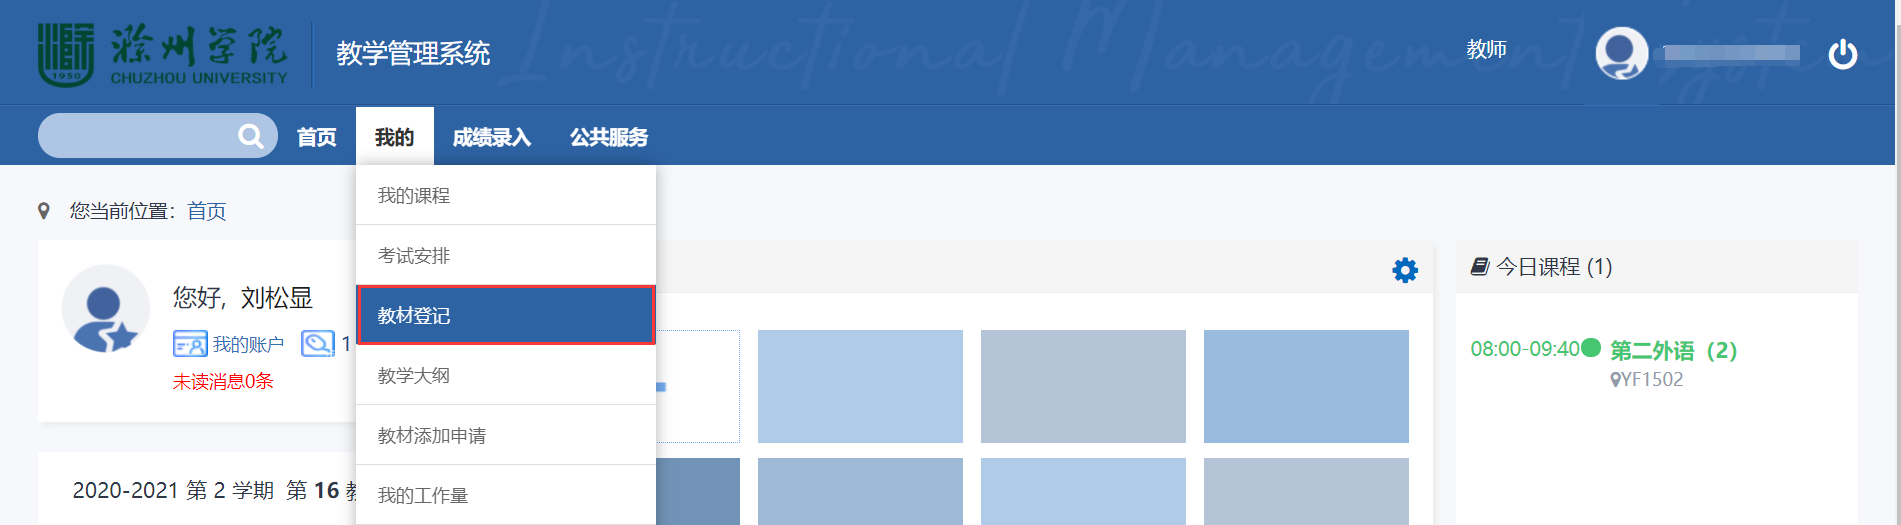 滁州学院
CHUZHOU UNIVERSITY
1950
教学管理系统
Instructional Management System
教师
首页
我的
成绩录入
公共服务
我的课程
考试安排
教材登记
教学大纲
教材添加申请
我的工作量
您当前位置：首页
您好，刘松显
我的账户
1
未读消息0条
2020-2021 第 2 学期 第 16
今日课程 (1)
08:00-09:40
第二外语（2）
YF1502